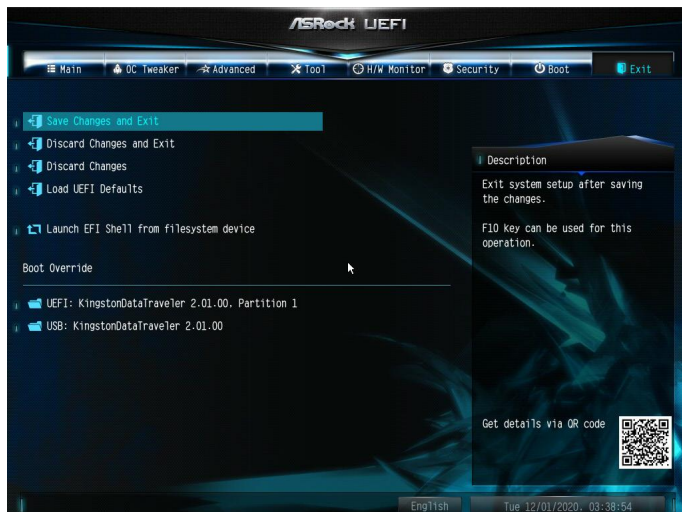 ASRock UEFI
Main OC Tweaker Advanced Tool H/W Monitor Security Boot Exit
Save Changes and Exit
Discard Changes and Exit
Discard Changes
Load UEFI Defaults
Launch EFI Shell from filesystem device
Boot Override
UEFI: KingstonDataTraveler 2.01.00, Partition 1
USB: KingstonDataTraveler 2.01.00
Description
Exit system setup after saving
the changes.
F10 key can be used for this
operation.
Get details via QR code
English
Tue 12/01/2020. 03:38:54